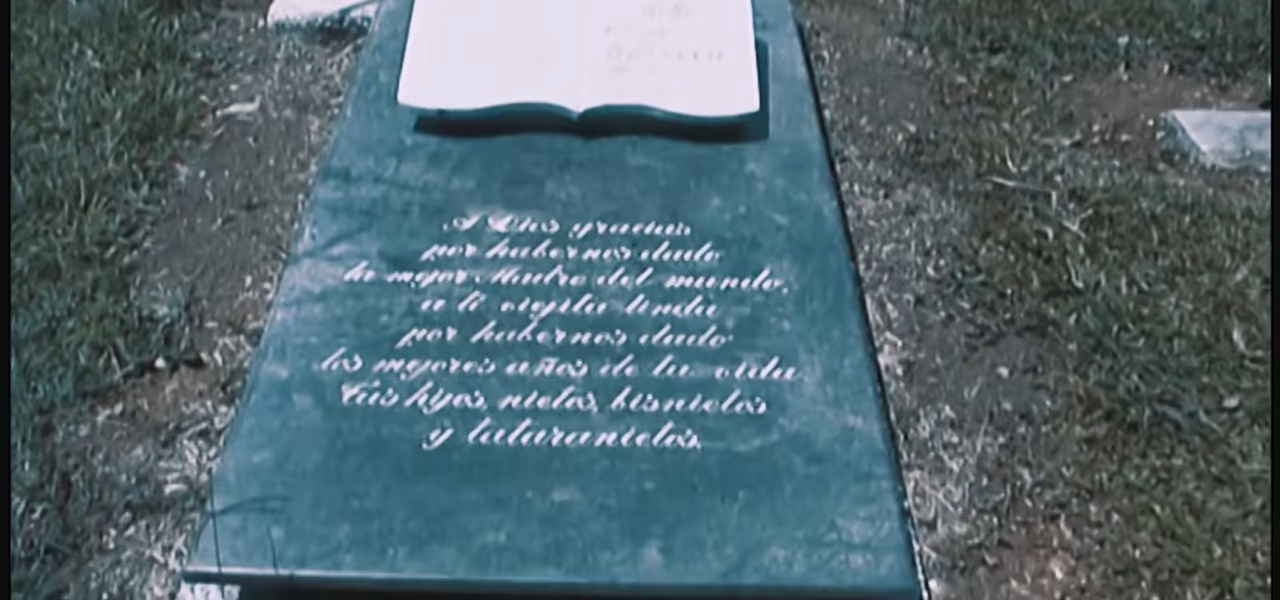 A Dios gracias
por habernos dado
la mejor Madre del mundo,
a ti viejita linda
por habernos dado
los mejores años de tu vida.
Tus hijos, nietos, bisnietos
y tataranietos.